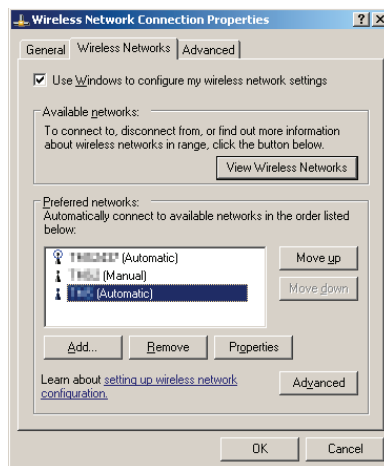 Wireless Network Connection Properties
General Wireless Networks Advanced
Use Windows to configure my wireless network settings
Available networks:
To connect to, disconnect from, or find out more information
about wireless networks in range, click the button below.
View Wireless Networks
Preferred networks:
Automatically connect to available networks in the order listed
below:
(Automatic)
(Manual)
(Automatic)
Move up
Move down
Add... Remove Properties
Learn about setting up wireless network
configuration.
Advanced
OK Cancel